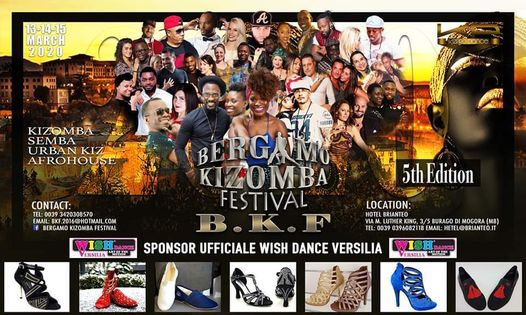 13-14-15
MARCH
2020
KIZOMBA
SEMBA
URBAN KIZ
AFROHOUSE
BERGAMO
KIZOMBA
FESTIVAL
B.K.F
5th Edition
CONTACT:
TEL: 0039 3420308570
EMAIL: BKF 2016@HOTMAIL.COM
BERGAMO KIZOMBA FESTIVAL
LOCATION:
HOTEL BRIANTEO
VIA M. LUTHER KING, 3/5 BURAGO DI MOGORA (MB)
TEL: 0039 0396082118 EMAIL: HETEL@BRIANTEO.IT
WISH DANCE
VERSILIA
SPONSOR UFFICIALE WISH DANCE VERSILIA
WISH DANCE
VERSILIA